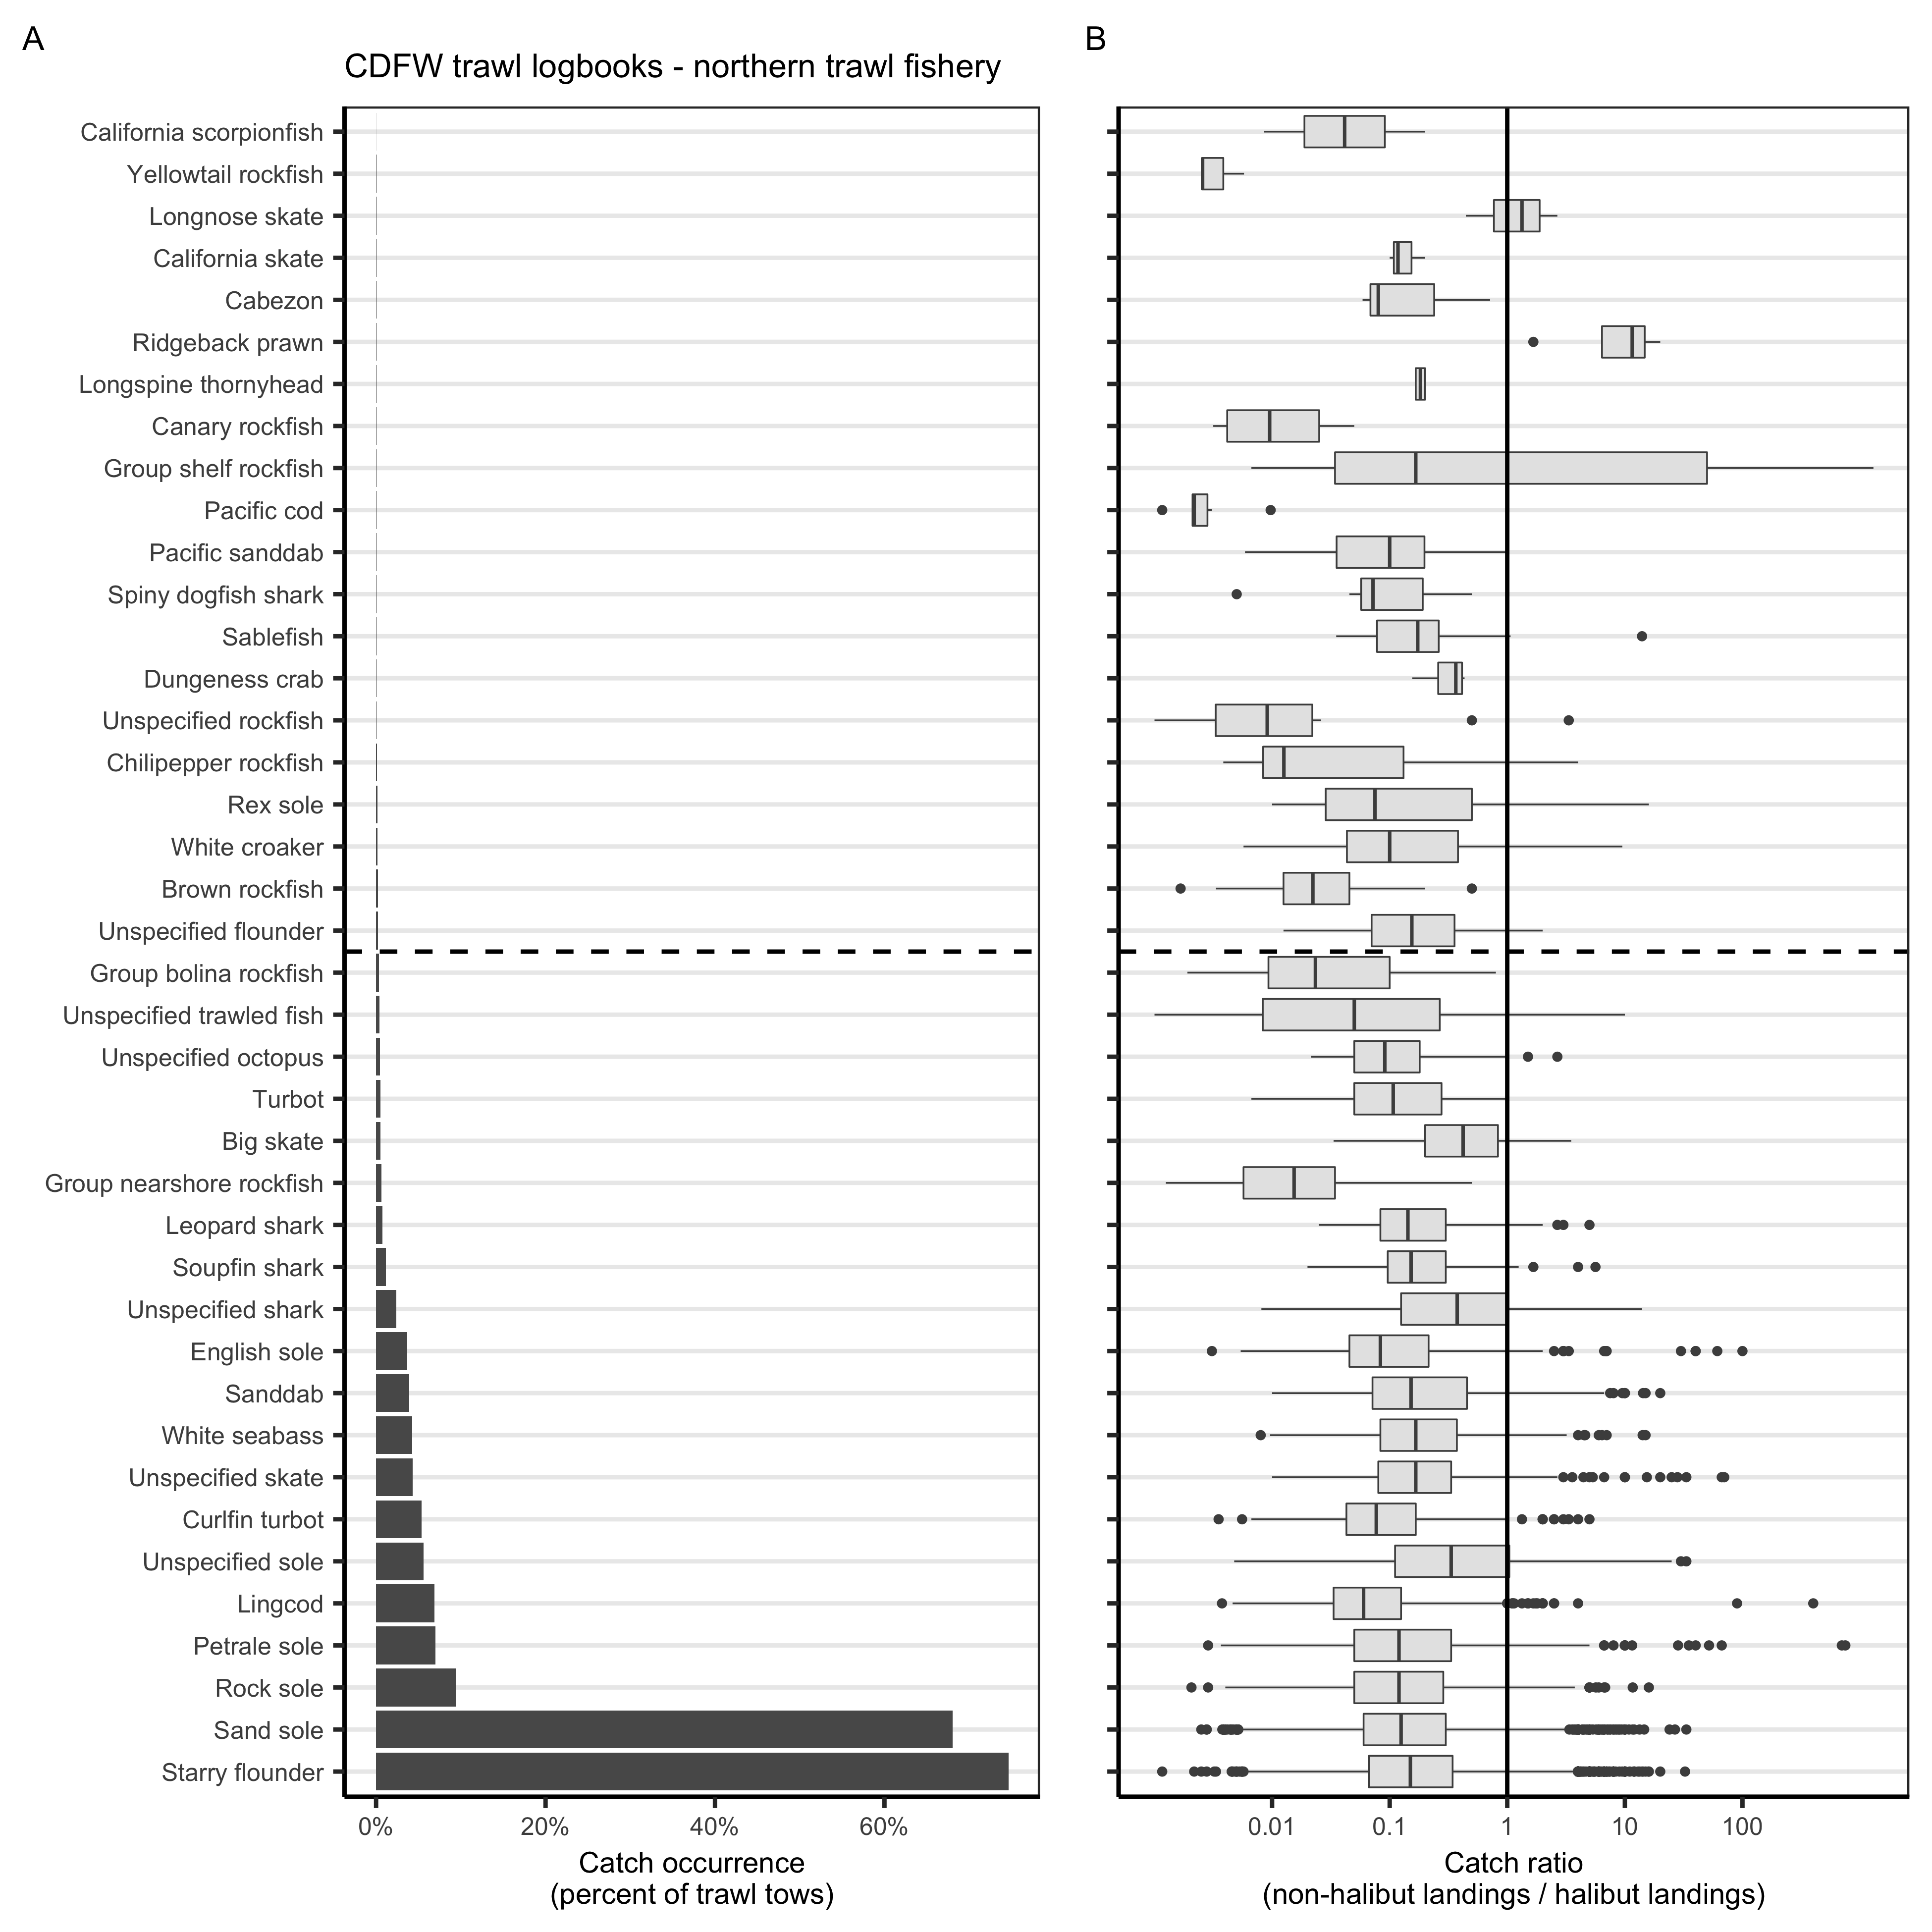 A
B
CDFW trawl logbooks - northern trawl fishery
California scorpionfish
Yellowtail rockfish
Longnose skate
California skate
Cabezon
Ridgeback prawn
Longspine thornyhead
Canary rockfish
Group shelf rockfish
Pacific cod
Pacific sanddab
Spiny dogfish shark
Sablefish
Dungeness crab
Unspecified rockfish
Chilipepper rockfish
Rex sole
White croaker
Brown rockfish
Unspecified flounder
Group bolina rockfish
Unspecified trawled fish
Unspecified octopus
Turbot
Big skate
Group nearshore rockfish
Leopard shark
Soupfin shark
Unspecified shark
English sole
Sanddab
White seabass
Unspecified skate
Curlfin turbot
Unspecified sole
Lingcod
Petrale sole
Rock sole
Sand sole
Starry flounder
0% 20% 40% 60%
Catch occurrence
(percent of trawl tows)
0.01 0.1 1 10 100
Catch ratio
(non-halibut landings / halibut landings)